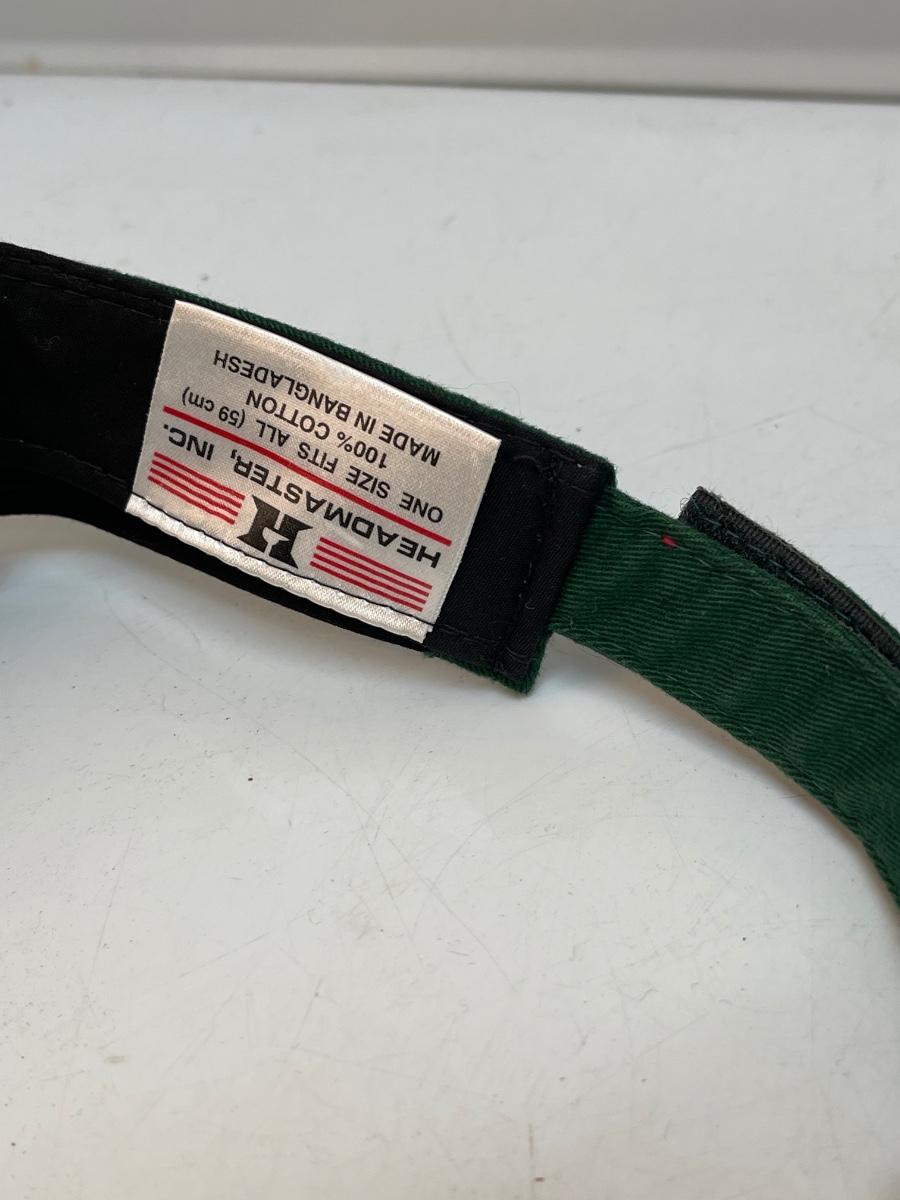 H
HEADMASTER, INC.
ONE SIZE FITS ALL (59 cm)
100% COTTON
MADE IN BANGLADESH